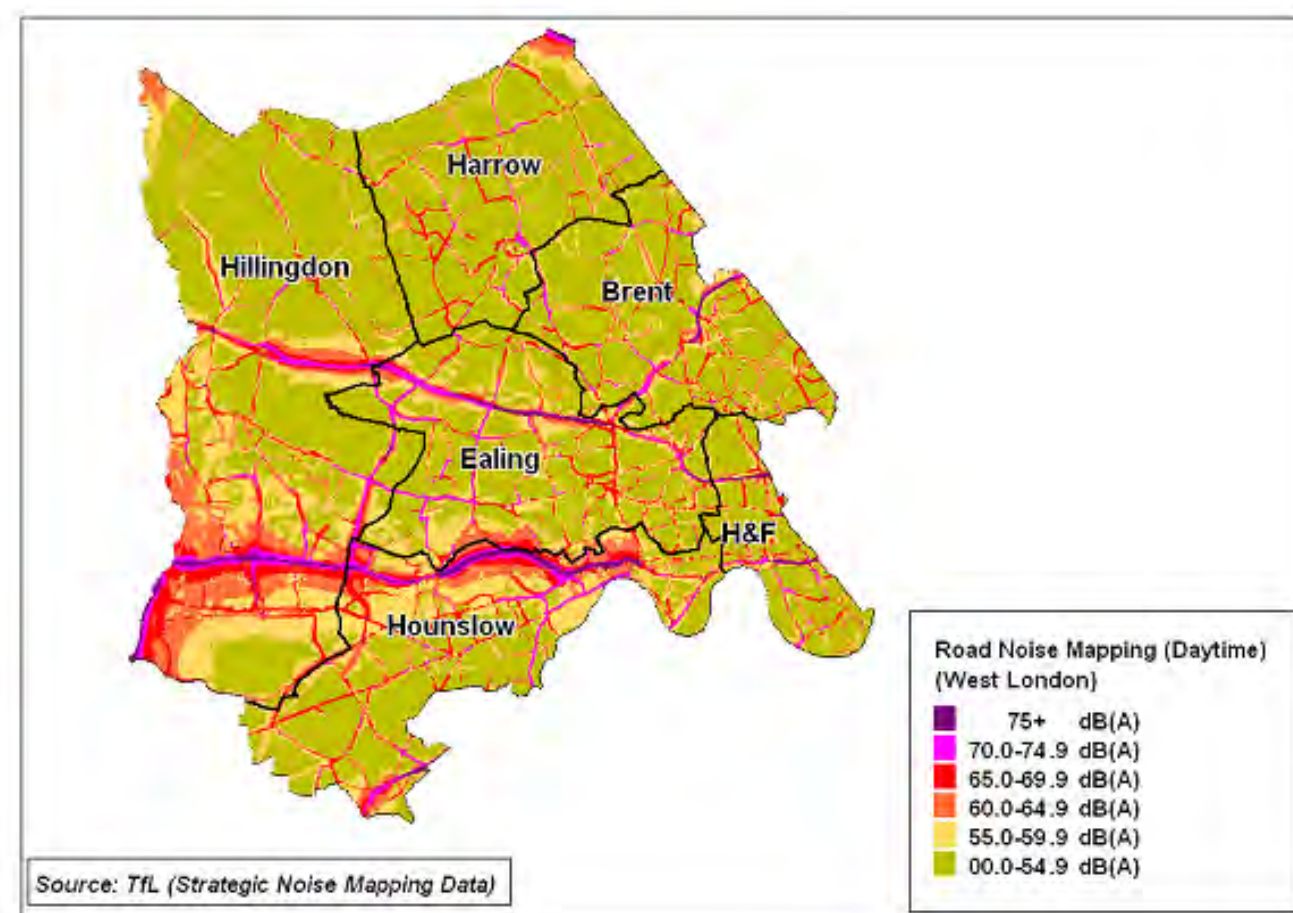 Harrow
Hillingdon
Brent
Ealing
H&F
Hounslow
Road Noise Mapping (Daytime)
(West London)
75+ dB(A)
70.0-74.9 dB(A)
65.0-69.9 dB(A)
60.0-64.9 dB(A)
55.0-59.9 dB(A)
00.0-54.9 dB(A)
Source: TfL (Strategic Noise Mapping Data)